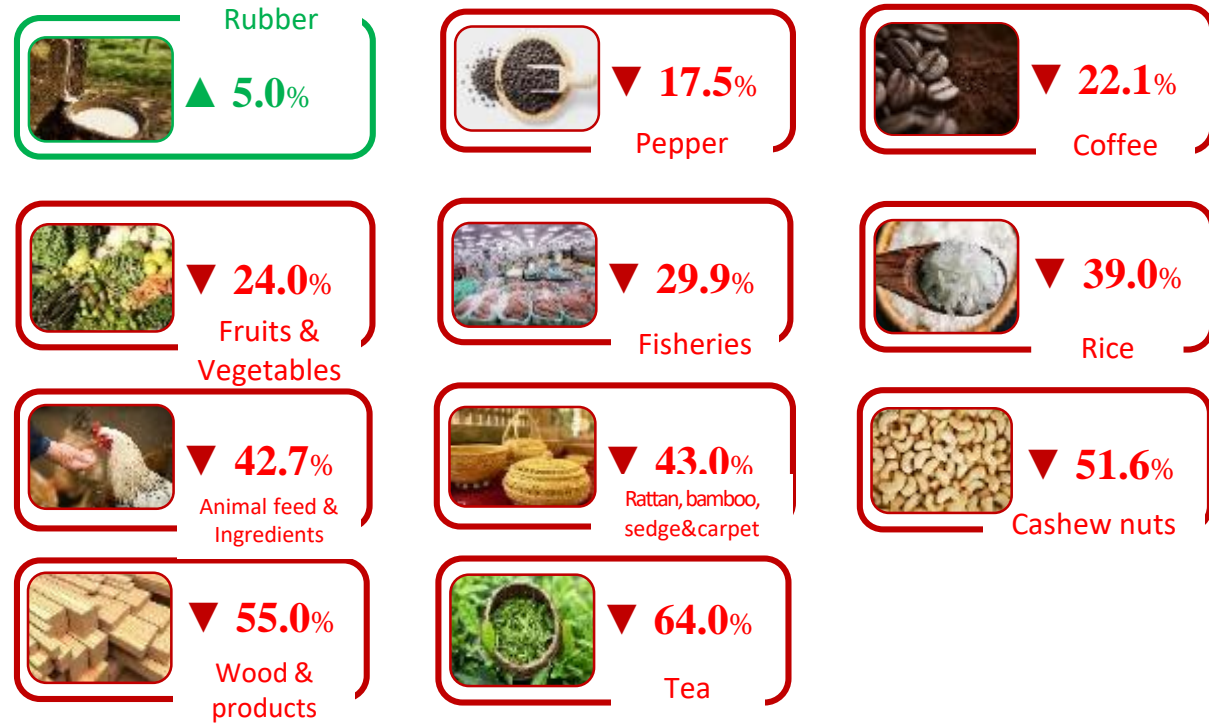 Rubber
▲ 5.0%
▼ 17.5%
Pepper
▼ 22.1%
Coffee
▼ 24.0%
Fruits &
Vegetables
▼ 29.9%
Fisheries
▼ 39.0%
Rice
▼ 42.7%
Animal feed &
Ingredients
▼ 43.0%
Rattan, bamboo,
sedge&carpet
▼ 51.6%
Cashew nuts
▼ 55.0%
Wood &
products
▼ 64.0%
Tea